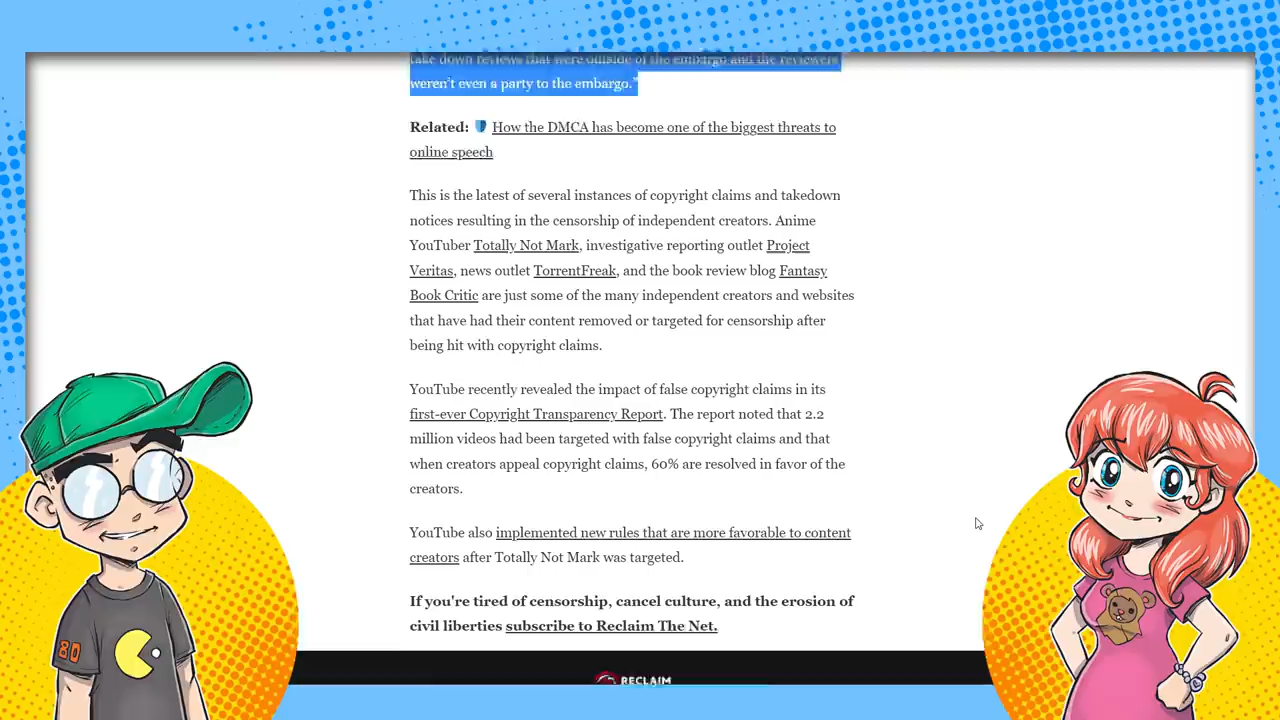 take down reviews that were outside of the embargo and the reviewers
weren't even a party to the embargo."
Related: How the DMCA has become one of the biggest threats to
online speech
This is the latest of several instances of copyright claims and takedown
notices resulting in the censorship of independent creators. Anime
YouTuber Totally Not Mark, investigative reporting outlet Project
Veritas, news outlet TorrentFreak, and the book review blog Fantasy
Book Critic are just some of the many independent creators and websites
that have had their content removed or targeted for censorship after
being hit with copyright claims.
YouTube recently revealed the impact of false copyright claims in its
first-ever Copyright Transparency Report. The report noted that 2.2
million videos had been targeted with false copyright claims and that
when creators appeal copyright claims, 60% are resolved in favor of the
creators.
YouTube also implemented new rules that are more favorable to content
creators after Totally Not Mark was targeted.
If you're tired of censorship, cancel culture, and the erosion of
civil liberties subscribe to Reclaim The Net.
RECLAIM
80